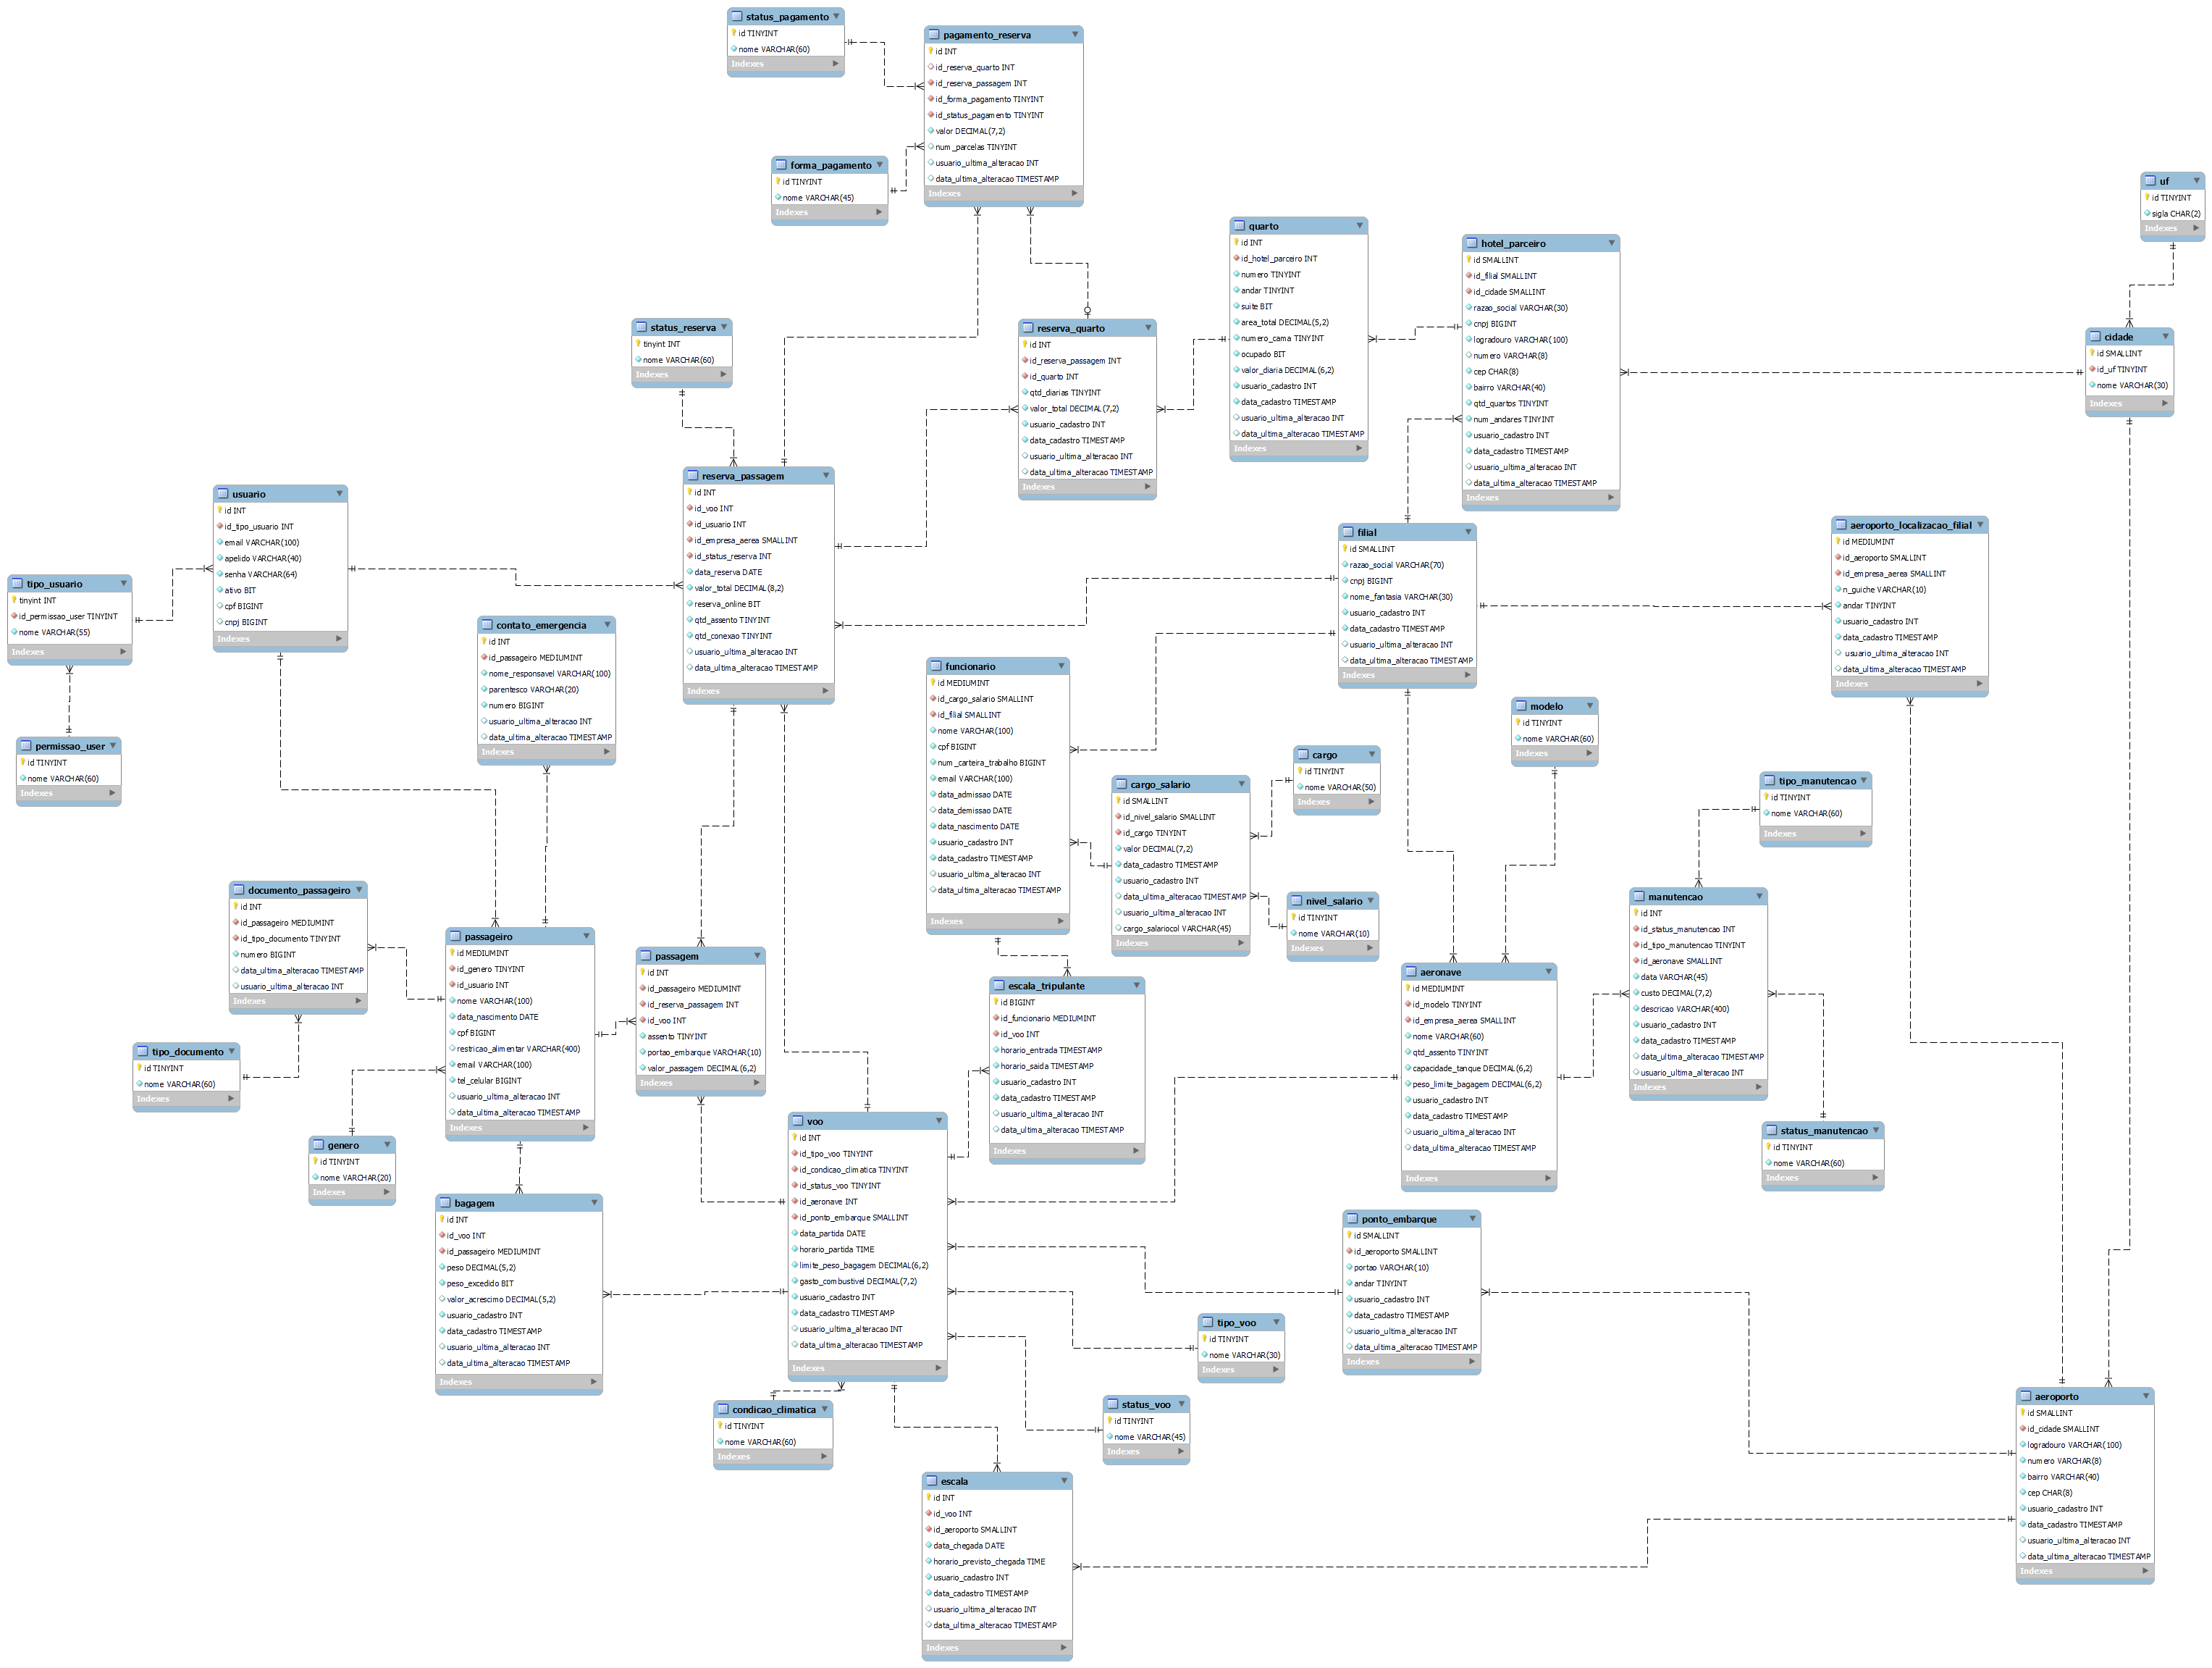 status_pagamento
id TINYINT
nome VARCHAR(60)
Indexes
pagamento_reserva
id INT
id_reserva_quarto INT
id_reserva_passagem INT
id_forma_pagamento TINYINT
id_status_pagamento TINYINT
valor DECIMAL(7,2)
num_parcelas TINYINT
usuario_ultima_alteracao INT
data_ultima_alteracao TIMESTAMP
Indexes
forma_pagamento
id TINYINT
nome VARCHAR(45)
Indexes
uf
id TINYINT
sigla CHAR(2)
Indexes
quarto
id INT
id_hotel_parceiro INT
numero TINYINT
andar TINYINT
suite BIT
area_total DECIMAL(5,2)
numero_cama TINYINT
ocupado BIT
valor_diaria DECIMAL(6,2)
usuario_cadastro INT
data_cadastro TIMESTAMP
usuario_ultima_alteracao INT
data_ultima_alteracao TIMESTAMP
Indexes
hotel_parceiro
id SMALLINT
id_filial SMALLINT
id_cidade SMALLINT
razao_social VARCHAR(30)
cnpj BIGINT
logradouro VARCHAR(100)
numero VARCHAR(8)
cep CHAR(8)
bairro VARCHAR(40)
qtd_quartos TINYINT
num_andares TINYINT
usuario_cadastro INT
data_cadastro TIMESTAMP
usuario_ultima_alteracao INT
data_ultima_alteracao TIMESTAMP
Indexes
status_reserva
tinyint INT
nome VARCHAR(60)
Indexes
reserva_quarto
id INT
id_reserva_passagem INT
id_quarto INT
qtd_diarias TINYINT
valor_total DECIMAL(7,2)
usuario_cadastro INT
data_cadastro TIMESTAMP
usuario_ultima_alteracao INT
data_ultima_alteracao TIMESTAMP
Indexes
cidade
id SMALLINT
id_uf TINYINT
nome VARCHAR(30)
Indexes
reserva_passagem
id INT
id_voo INT
id_usuario INT
id_empresa_aerea SMALLINT
id_status_reserva INT
data_reserva DATE
valor_total DECIMAL(8,2)
reserva_online BIT
qtd_assento TINYINT
qtd_conexao TINYINT
usuario_ultima_alteracao INT
data_ultima_alteracao TIMESTAMP
Indexes
usuario
id INT
id_tipo_usuario INT
email VARCHAR(100)
apelido VARCHAR(40)
senha VARCHAR(64)
ativo BIT
cpf BIGINT
cnpj BIGINT
Indexes
tipo_usuario
tinyint INT
id_permissao_user TINYINT
nome VARCHAR(55)
Indexes
filial
id SMALLINT
razao_social VARCHAR(70)
cnpj BIGINT
nome_fantasia VARCHAR(30)
usuario_cadastro INT
data_cadastro TIMESTAMP
usuario_ultima_alteracao INT
data_ultima_alteracao TIMESTAMP
Indexes
aeroporto_localizacao_filial
id MEDIUMINT
id_aeroporto SMALLINT
id_empresa_aerea SMALLINT
n_guiche VARCHAR(10)
andar TINYINT
usuario_cadastro INT
data_cadastro TIMESTAMP
usuario_ultima_alteracao INT
data_ultima_alteracao TIMESTAMP
Indexes
contato_emergencia
id INT
id_passageiro MEDIUMINT
nome_responsavel VARCHAR(100)
parentesco VARCHAR(20)
numero BIGINT
usuario_ultima_alteracao INT
data_ultima_alteracao TIMESTAMP
Indexes
permissao_user
id TINYINT
nome VARCHAR(60)
Indexes
funcionario
id MEDIUMINT
id_cargo_salario SMALLINT
id_filial SMALLINT
nome VARCHAR(100)
cpf BIGINT
num_carteira_trabalho BIGINT
email VARCHAR(100)
data_admissao DATE
data_demissao DATE
data_nascimento DATE
usuario_cadastro INT
data_cadastro TIMESTAMP
usuario_ultima_alteracao INT
data_ultima_alteracao TIMESTAMP
Indexes
modelo
id TINYINT
nome VARCHAR(60)
Indexes
cargo
id TINYINT
nome VARCHAR(50)
Indexes
cargo_salario
id SMALLINT
id_nivel_salario SMALLINT
id_cargo TINYINT
valor DECIMAL(7,2)
data_cadastro TIMESTAMP
usuario_cadastro INT
data_ultima_alteracao TIMESTAMP
usuario_ultima_alteracao INT
cargo_salariocol VARCHAR(45)
Indexes
tipo_manutencao
id TINYINT
nome VARCHAR(60)
Indexes
nivel_salario
id TINYINT
nome VARCHAR(10)
Indexes
manutencao
id INT
id_status_manutencao INT
id_tipo_manutencao TINYINT
id_aeronave SMALLINT
data VARCHAR(45)
custo DECIMAL(7,2)
descricao VARCHAR(400)
usuario_cadastro INT
data_cadastro TIMESTAMP
data_ultima_alteracao TIMESTAMP
usuario_ultima_alteracao INT
Indexes
documento_passageiro
id INT
id_passageiro MEDIUMINT
id_tipo_documento TINYINT
numero BIGINT
data_ultima_alteracao TIMESTAMP
usuario_ultima_alteracao INT
Indexes
passageiro
id MEDIUMINT
id_genero TINYINT
id_usuario INT
nome VARCHAR(100)
data_nascimento DATE
cpf BIGINT
restricao_alimentar VARCHAR(400)
email VARCHAR(100)
tel_celular BIGINT
usuario_ultima_alteracao INT
data_ultima_alteracao TIMESTAMP
Indexes
passagem
id INT
id_passageiro MEDIUMINT
id_reserva_passagem INT
id_voo INT
assento TINYINT
portao_embarque VARCHAR(10)
valor_passagem DECIMAL(6,2)
Indexes
escala_tripulante
id BIGINT
id_funcionario MEDIUMINT
id_voo INT
horario_entrada TIMESTAMP
horario_saida TIMESTAMP
usuario_cadastro INT
data_cadastro TIMESTAMP
usuario_ultima_alteracao INT
data_ultima_alteracao TIMESTAMP
Indexes
aeronave
id MEDIUMINT
id_modelo TINYINT
id_empresa_aerea SMALLINT
nome VARCHAR(60)
qtd_assento TINYINT
capacidade_tanque DECIMAL(6,2)
peso_limite_bagagem DECIMAL(6,2)
usuario_cadastro INT
data_cadastro TIMESTAMP
usuario_ultima_alteracao INT
data_ultima_alteracao TIMESTAMP
Indexes
tipo_documento
id TINYINT
nome VARCHAR(60)
Indexes
genero
id TINYINT
nome VARCHAR(20)
Indexes
voo
id INT
id_tipo_voo TINYINT
id_condicao_climatica TINYINT
id_status_voo TINYINT
id_aeronave INT
id_ponto_embarque SMALLINT
data_partida DATE
horario_partida TIME
limite_peso_bagagem DECIMAL(6,2)
gasto_combustivel DECIMAL(7,2)
usuario_cadastro INT
data_cadastro TIMESTAMP
usuario_ultima_alteracao INT
data_ultima_alteracao TIMESTAMP
Indexes
status_manutencao
id TINYINT
nome VARCHAR(60)
Indexes
bagagem
id INT
id_voo INT
id_passageiro MEDIUMINT
peso DECIMAL(5,2)
peso_excedido BIT
valor_acrescimo DECIMAL(5,2)
usuario_cadastro INT
data_cadastro TIMESTAMP
usuario_ultima_alteracao INT
data_ultima_alteracao TIMESTAMP
Indexes
ponto_embarque
id SMALLINT
id_aeroporto SMALLINT
portao VARCHAR(10)
andar TINYINT
usuario_cadastro INT
data_cadastro TIMESTAMP
usuario_ultima_alteracao INT
data_ultima_alteracao TIMESTAMP
Indexes
tipo_voo
id TINYINT
nome VARCHAR(30)
Indexes
condicao_climatica
id TINYINT
nome VARCHAR(60)
Indexes
status_voo
id TINYINT
nome VARCHAR(45)
Indexes
aeroporto
id SMALLINT
id_cidade SMALLINT
logradouro VARCHAR(100)
numero VARCHAR(8)
bairro VARCHAR(40)
cep CHAR(8)
usuario_cadastro INT
data_cadastro TIMESTAMP
usuario_ultima_alteracao INT
data_ultima_alteracao TIMESTAMP
Indexes
escala
id INT
id_voo INT
id_aeroporto SMALLINT
data_chegada DATE
horario_previsto_chegada TIME
usuario_cadastro INT
data_cadastro TIMESTAMP
usuario_ultima_alteracao INT
data_ultima_alteracao TIMESTAMP
Indexes